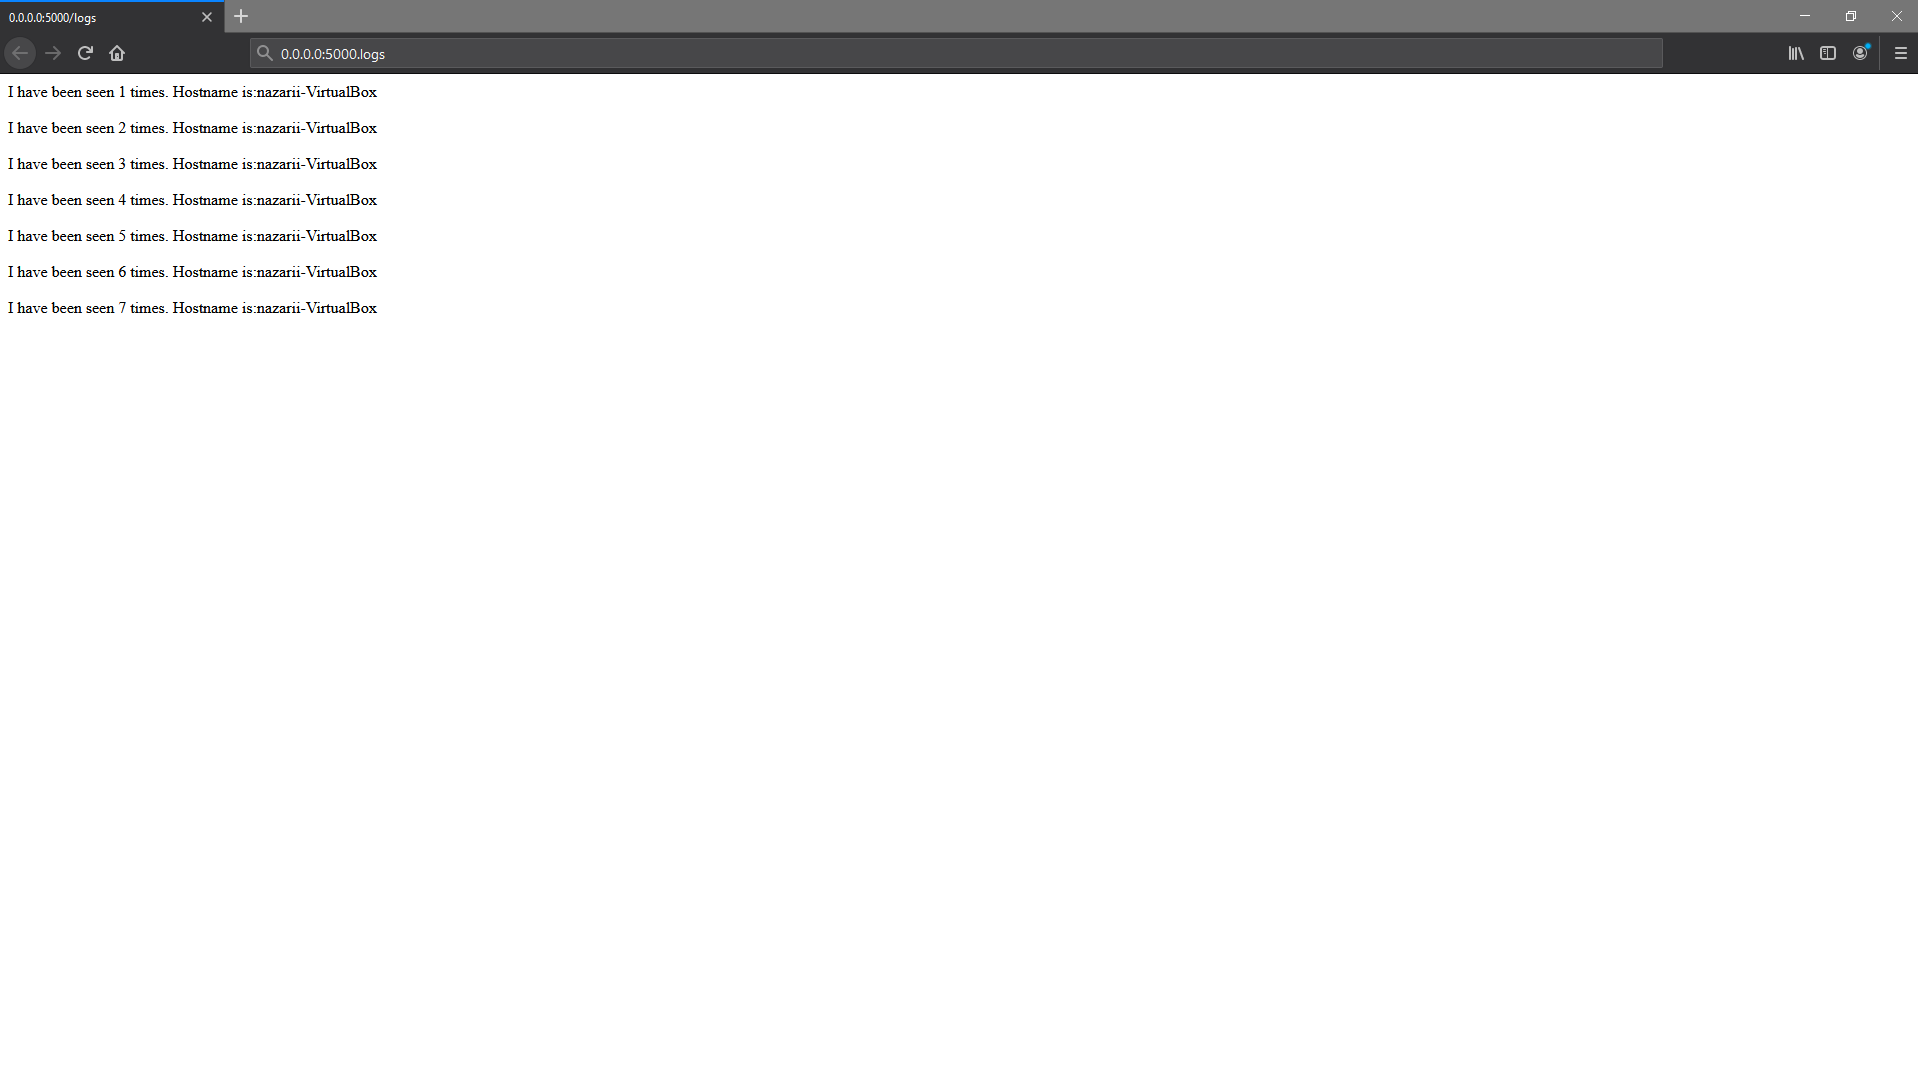 0.0.0.0:5000/logs
0.0.0.0:5000.logs
I have been seen 1 times. Hostname is:nazarii-VirtualBox
I have been seen 2 times. Hostname is:nazarii-VirtualBox
I have been seen 3 times. Hostname is:nazarii-VirtualBox
I have been seen 4 times. Hostname is:nazarii-VirtualBox
I have been seen 5 times. Hostname is:nazarii-VirtualBox
I have been seen 6 times. Hostname is:nazarii-VirtualBox
I have been seen 7 times. Hostname is:nazarii-VirtualBox